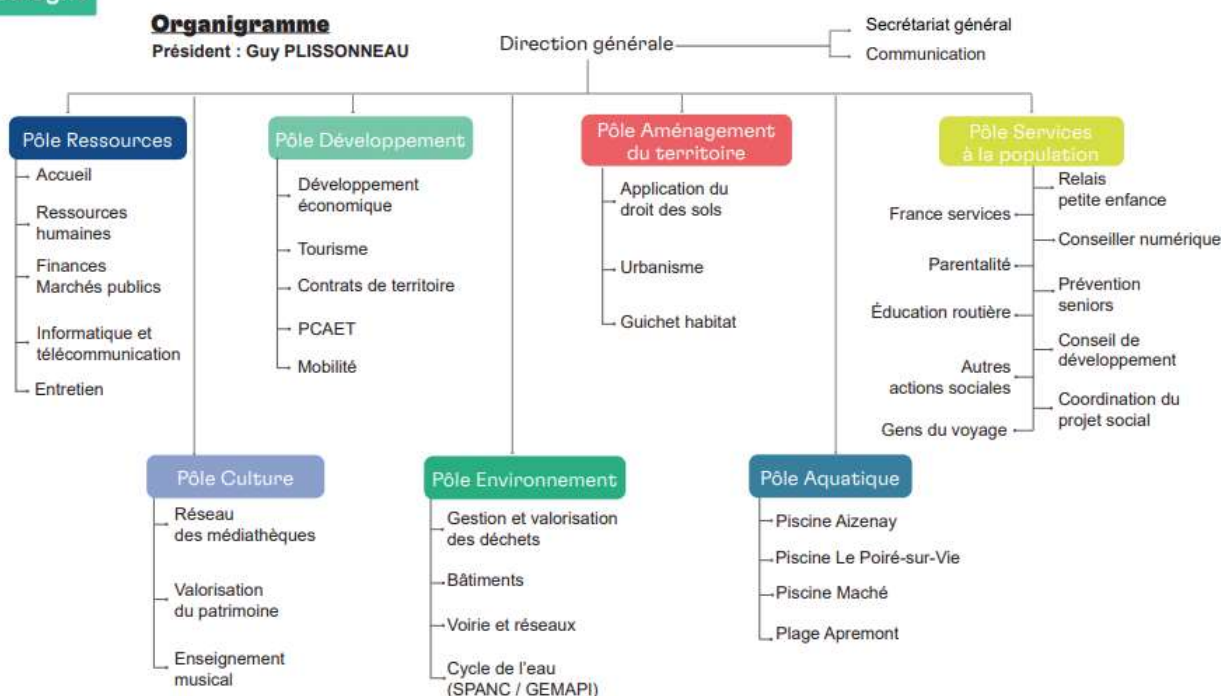 Organigramme
Président : Guy PLISSONNEAU
Direction générale
Secrétariat général
Communication
Pôle Ressources
Accueil
Ressources
humaines
Finances
Marchés publics
Informatique et
télécommunication
Entretien
Pôle Développement
Développement
économique
Tourisme
Contrats de territoire
PCAET
Mobilité
Pôle Aménagement
du territoire
Application du
droit des sols
Urbanisme
Guichet habitat
Pôle Services
à la population
Relais
petite enfance
France services
Conseiller numérique
Parentalité
Prévention
seniors
Éducation routière
Conseil de
développement
Autres
actions sociales
Coordination du
projet social
Gens du voyage
Pôle Culture
Réseau
des médiathèques
Valorisation
du patrimoine
Enseignement
musical
Pôle Environnement
Gestion et valorisation
des déchets
Bâtiments
Voirie et réseaux
Cycle de l'eau
(SPANC / GEMAPI)
Pôle Aquatique
Piscine Aizenay
Piscine Le Poiré-sur-Vie
Piscine Maché
Plage Apremont